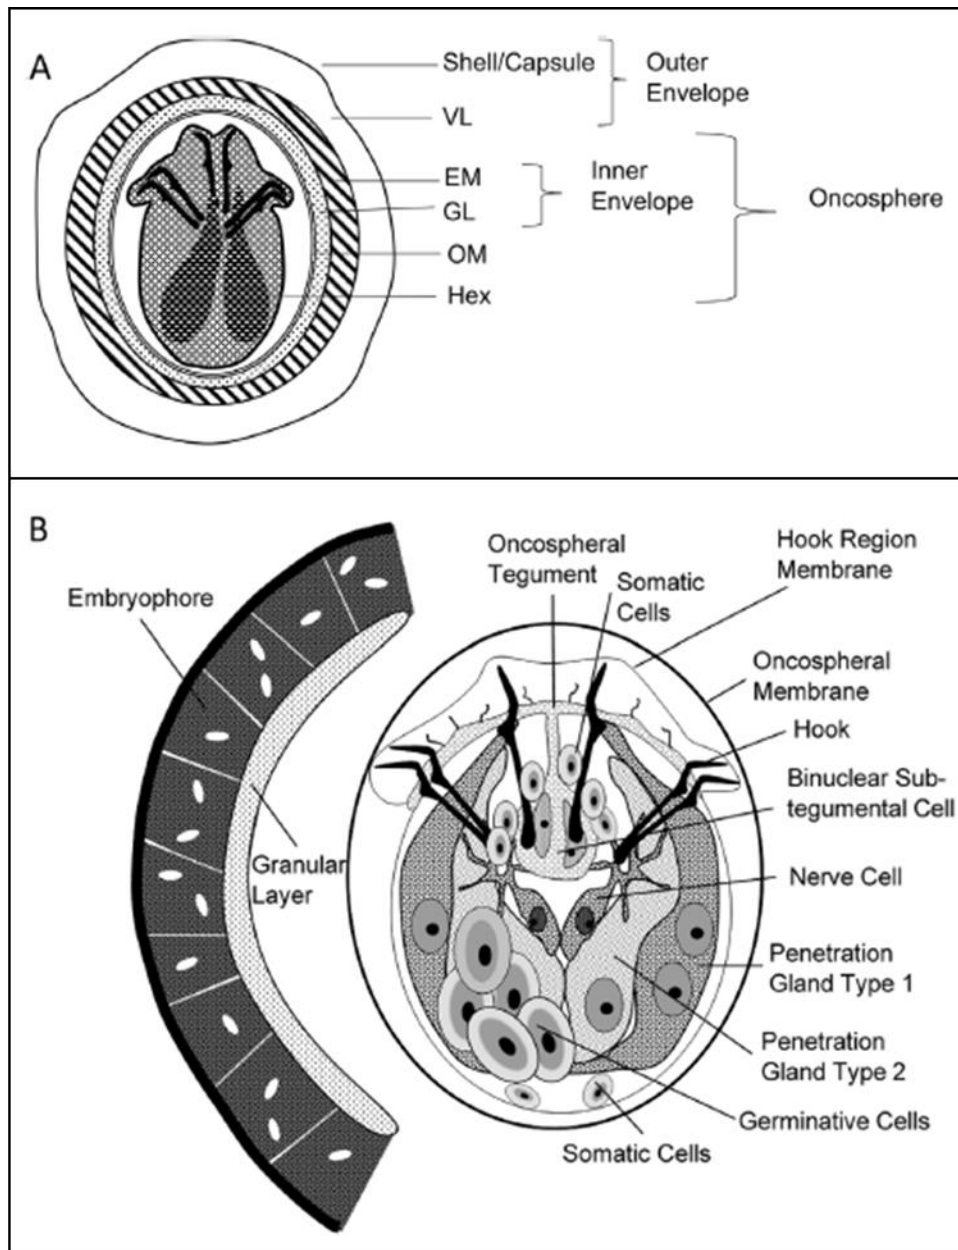 A
Shell/Capsule
Outer
Envelope
VL
EM
Inner
Envelope
GL
Oncosphere
OM
Hex
B
Embryophore
Oncospheral
Tegument
Somatic
Cells
Hook Region
Membrane
Oncospheral
Membrane
Hook
Binuclear Sub-
tegumental Cell
Granular
Layer
Nerve Cell
Penetration
Gland Type 1
Penetration
Gland Type 2
Germinative Cells
Somatic Cells